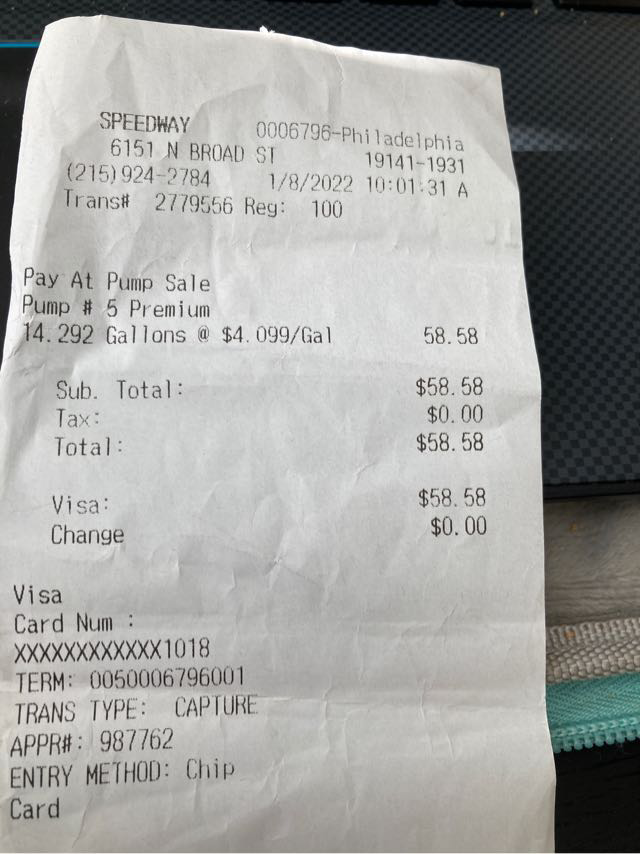 SPEEDWAY 0006796-Philadelphia
6151 N BROAD ST 19141-1931
(215)924-2784 1/8/2022 10:01:31 A
Trans# 2779556 Reg: 100
Pay At Pump Sale
Pump # 5 Premium
14.292 Gallons @ $4.099/Gal 58.58
Sub. Total: $58.58
Tax: $0.00
Total: $58.58
Visa: $58.58
Change $0.00
Visa
Card Num :
XXXXXXXXXXXX1018
TERM: 0050006796001
TRANS TYPE: CAPTURE
APPR#: 987762
ENTRY METHOD: Chip
Card